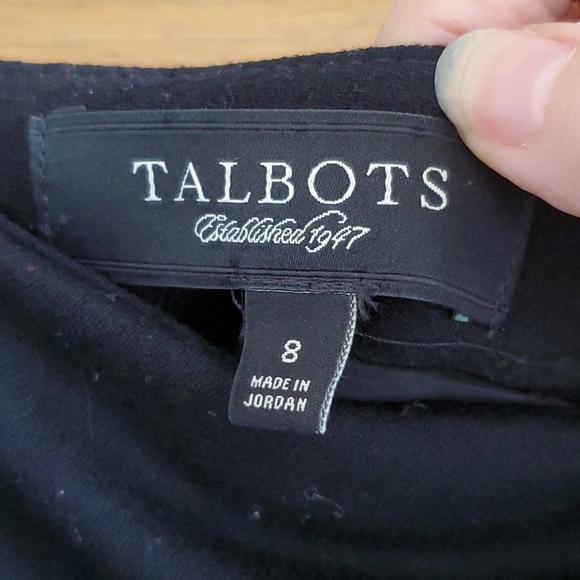 TALBOTS
Established 1947
8
MADE IN
JORDAN